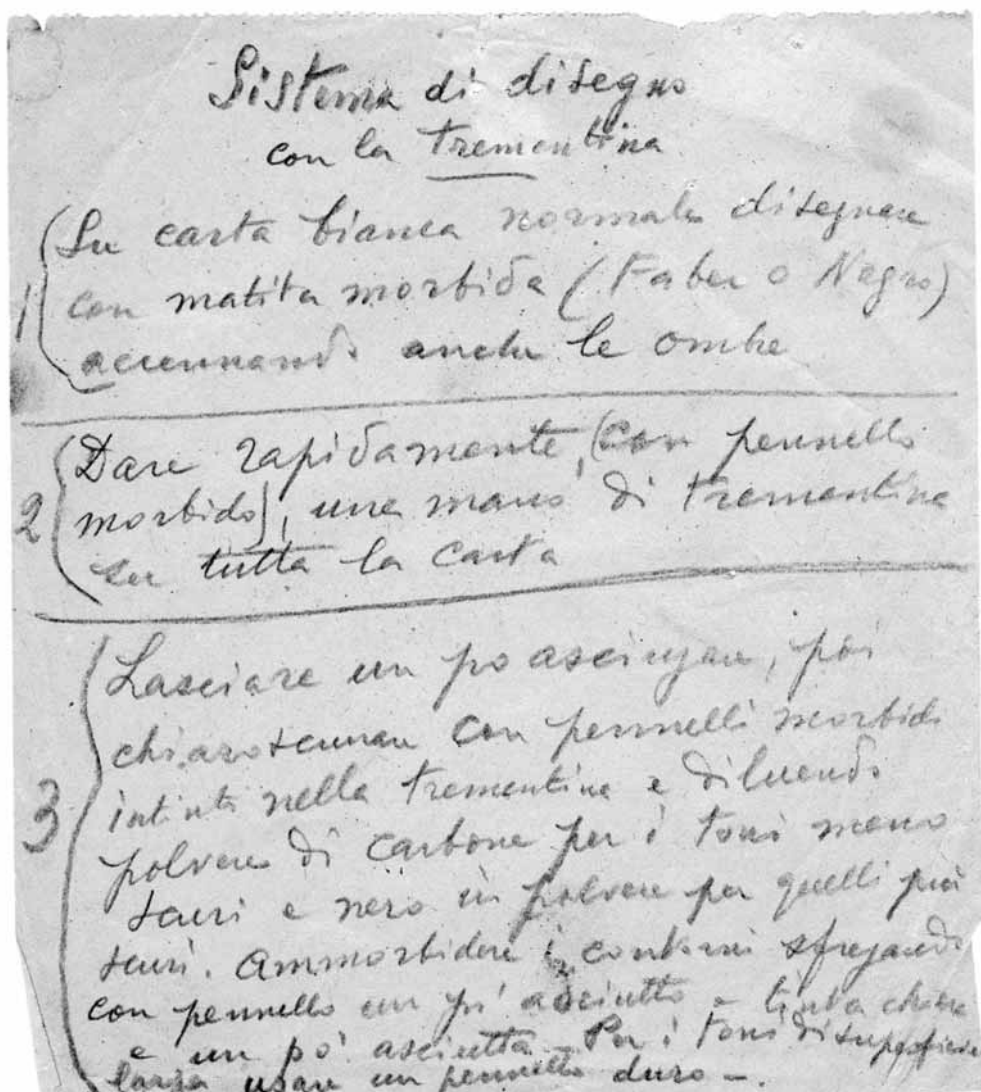 Sistema di disegno
con la trementina
Su carta bianca normale disegnare
1 con matita morbida (Faber o Negro)
accennando anche le ombre
Dare rapidamente, (con pennello
2 morbido), una mano di trementina
su tutta la carta
Lasciare un po asciugare, poi
chiaroscurare con pennelli morbidi
intinti nella trementina e diluendo
3 polvere di carbone per i toni meno
scuri e nero in polvere per quelli più
scuri. Ammorbidire i contorni sfregando
con pennello un po' asciutto - tinta chiara
e un po' asciutta - Per i toni di superficie
larga usare un pennello duro -